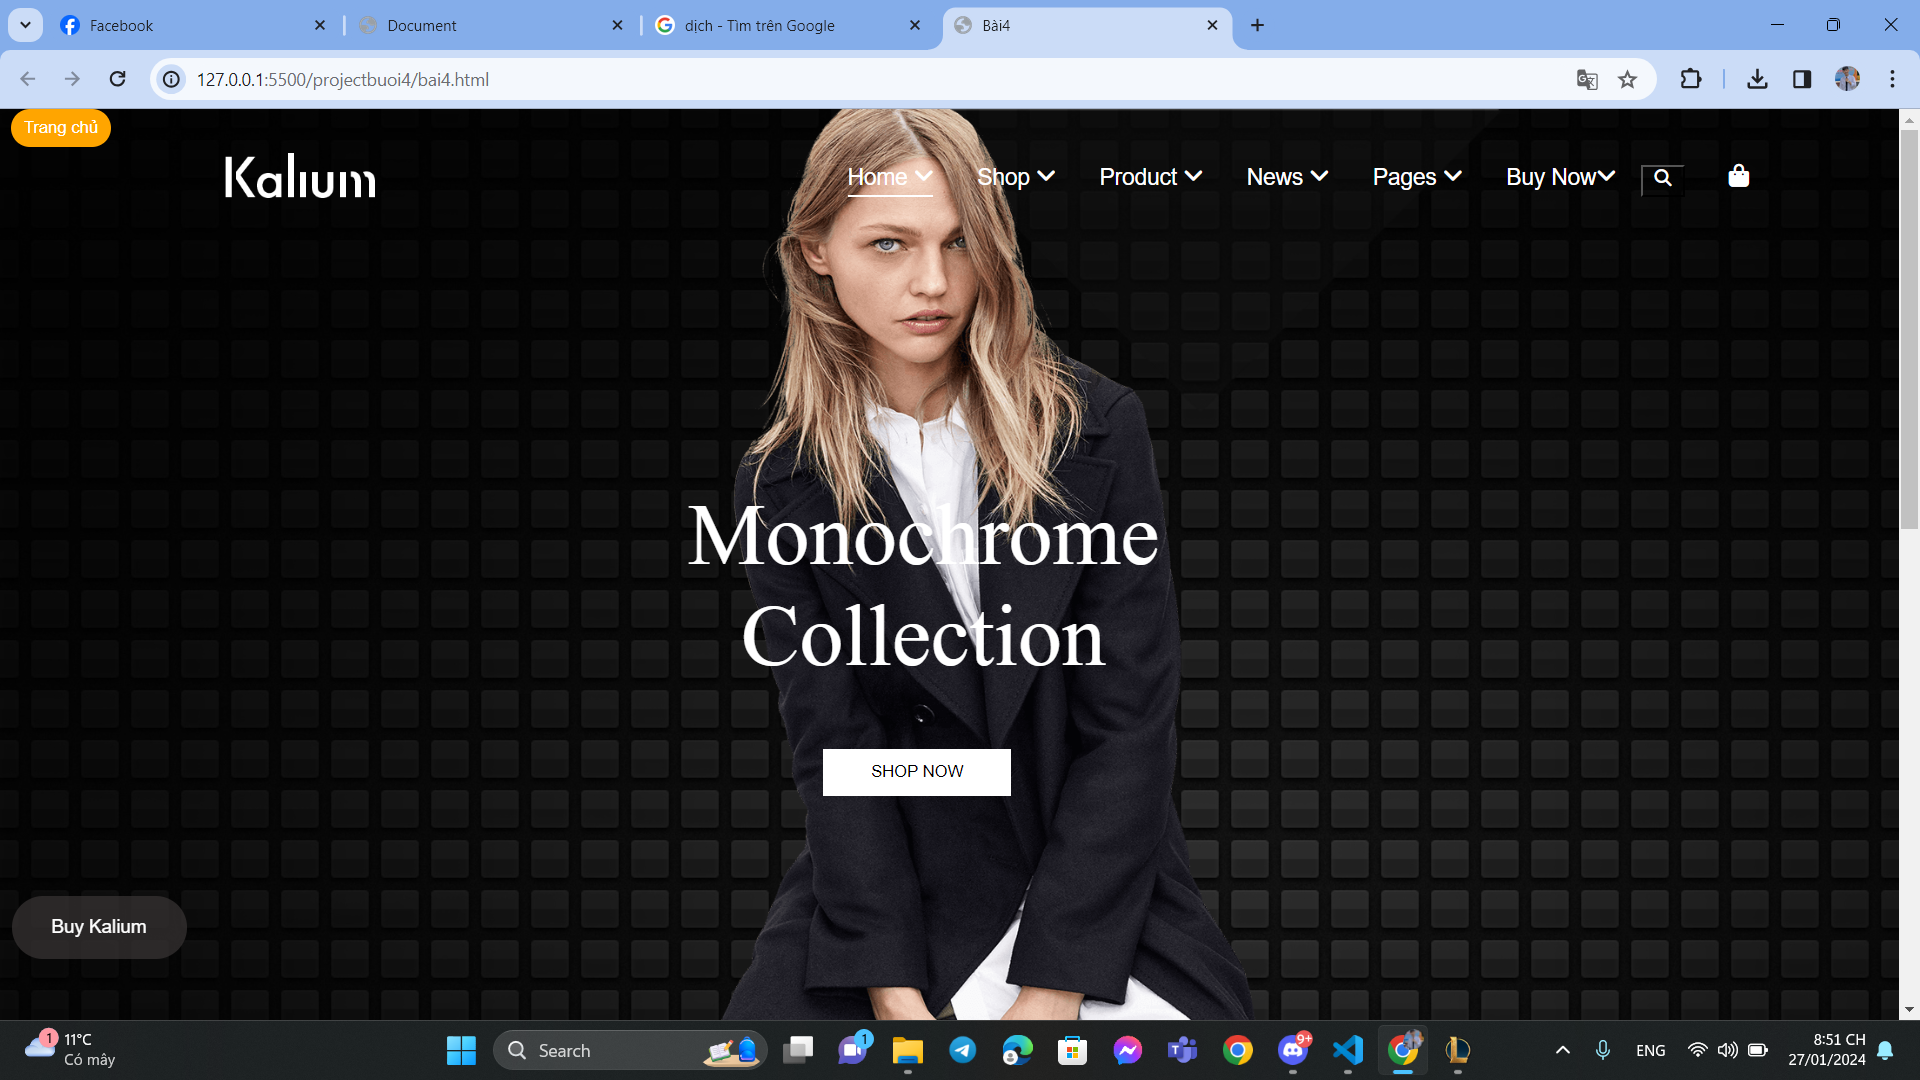 Facebook
Document
dịch - Tìm trên Google
Bài4
127.0.0.1:5500/projectbuoi4/bai4.html
Trang chủ
Kalium
Home
Shop
Product
News
Pages
Buy Now
Monochrome
Collection
SHOP NOW
Buy Kalium
1
11°C
Có mây
Search
1
9+
ENG
8:51 CH
27/01/2024